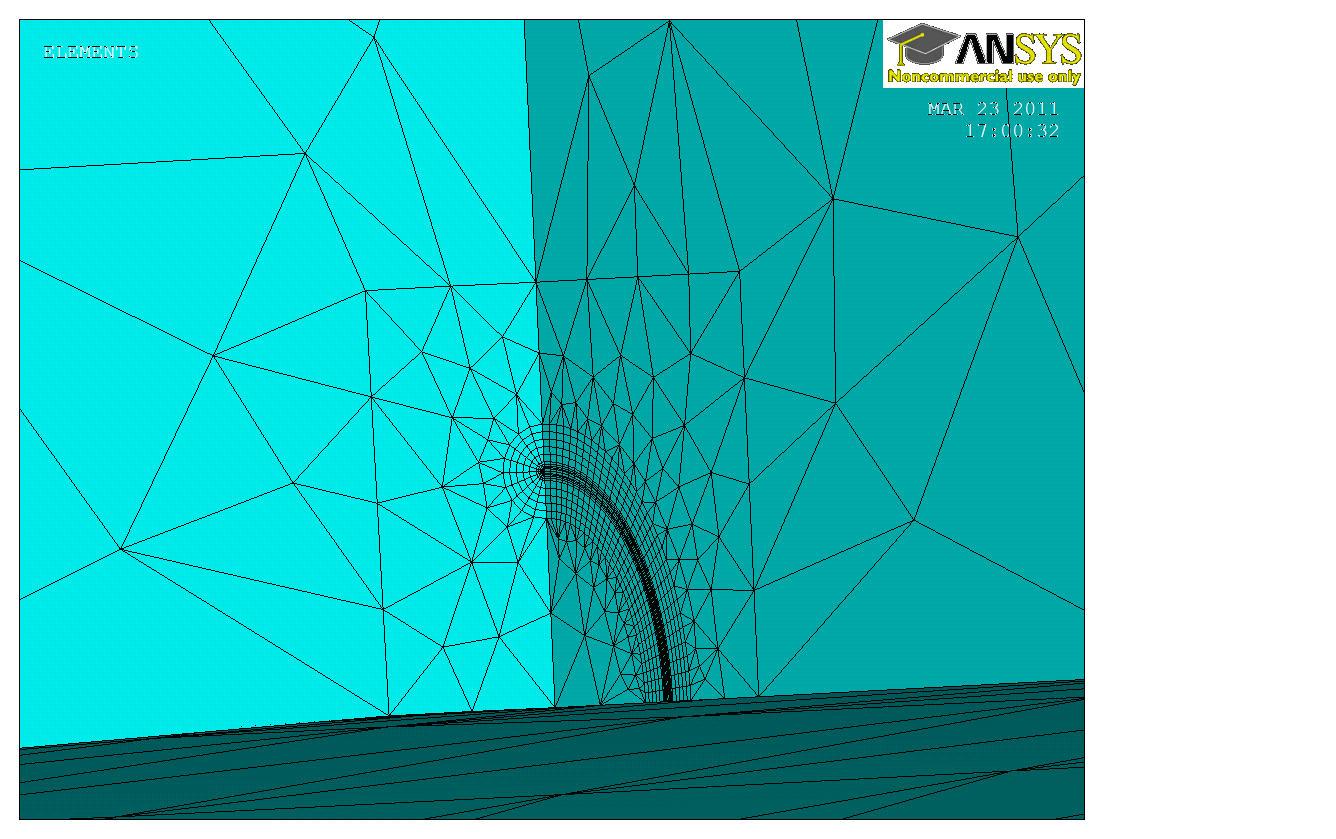 ELEMENTS
ANSYS
Noncommercial use only
MAR 23 2011
17:00:32